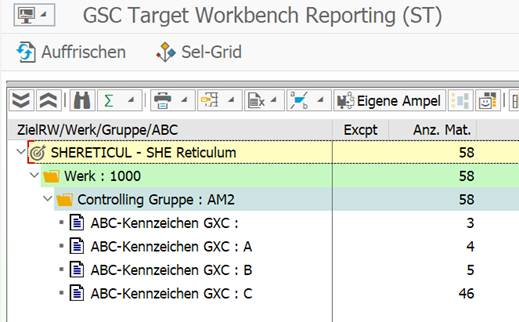 GSC Target Workbench Reporting (ST)
Auffrischen Sel-Grid
Σ Eigene Ampel
ZielRW/Werk/Gruppe/ABC Excpt Anz. Mat.
SHERETICUL - SHE Reticulum 58
Werk : 1000 58
Controlling Gruppe : AM2 58
ABC-Kennzeichen GXC : 3
ABC-Kennzeichen GXC : A 4
ABC-Kennzeichen GXC : B 5
ABC-Kennzeichen GXC : C 46